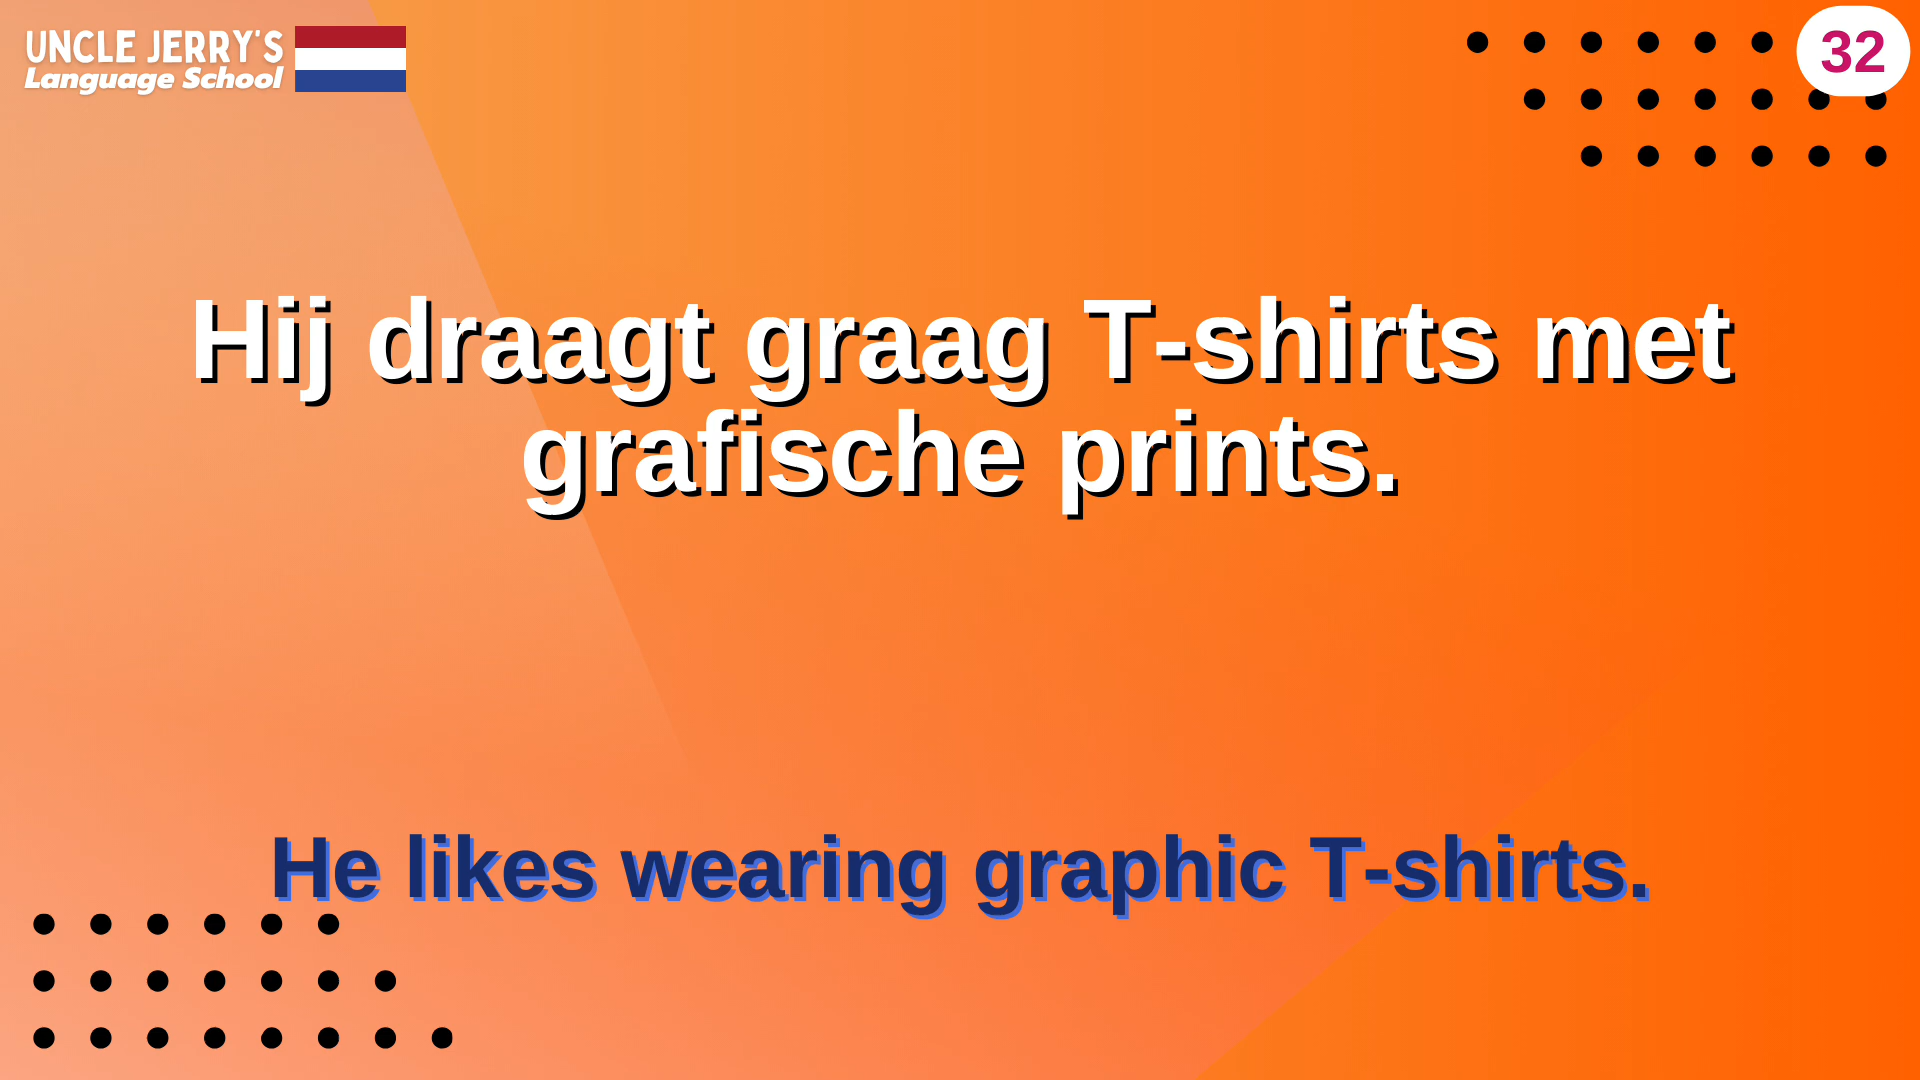 UNCLE JERRY'S
Language School
32
Hij draagt graag T-shirts met
grafische prints.
He likes wearing graphic T-shirts.